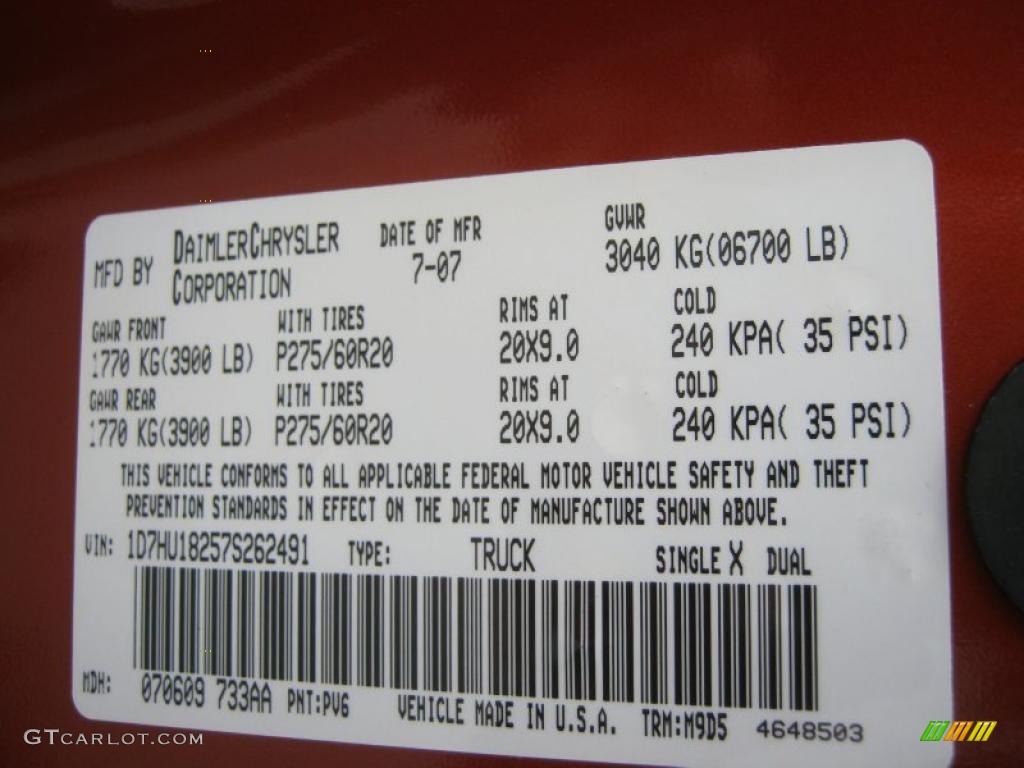 MFD BY DAIMLERCHRYSLER CORPORATION DATE OF MFR 7-07 GVWR 3040 KG(06700 LB)
GAWR FRONT WITH TIRES RIMS AT COLD
1770 KG(3900 LB) P275/60R20 20X9.0 240 KPA( 35 PSI)
GAWR REAR WITH TIRES RIMS AT COLD
1770 KG(3900 LB) P275/60R20 20X9.0 240 KPA( 35 PSI)
THIS VEHICLE CONFORMS TO ALL APPLICABLE FEDERAL MOTOR VEHICLE SAFETY AND THEFT
PREVENTION STANDARDS IN EFFECT ON THE DATE OF MANUFACTURE SHOWN ABOVE.
VIN: 1D7HU18257S262491 TYPE: TRUCK SINGLE X DUAL
MDH: 070609 733AA PNT:PV6 VEHICLE MADE IN U.S.A. TRM:M9D5 4648503
GTCARLOT.COM